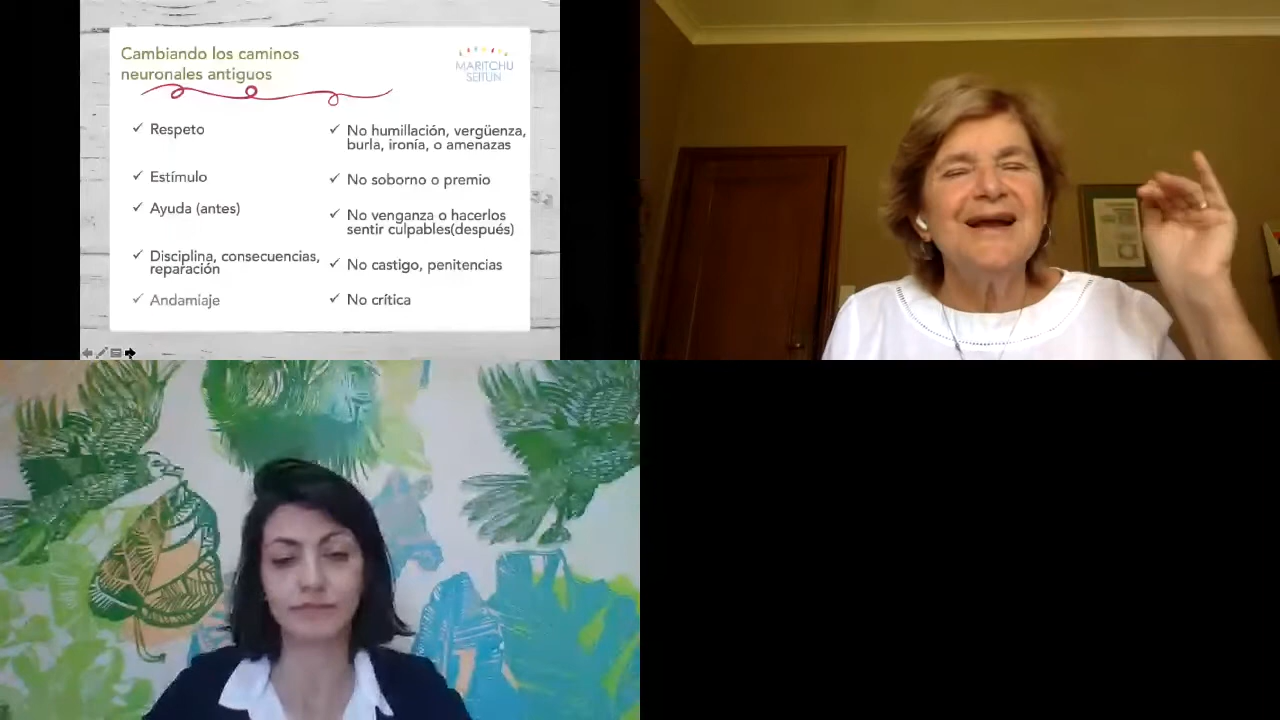 Cambiando los caminos
neuronales antiguos
MARITCHU
SEITÚN
✓ Respeto
✓ Estímulo
✓ Ayuda (antes)
✓ Disciplina, consecuencias,
reparación
✓ Andamiaje
✓ No humillación, vergüenza,
burla, ironía, o amenazas
✓ No soborno o premio
✓ No venganza o hacerlos
sentir culpables(después)
✓ No castigo, penitencias
✓ No crítica